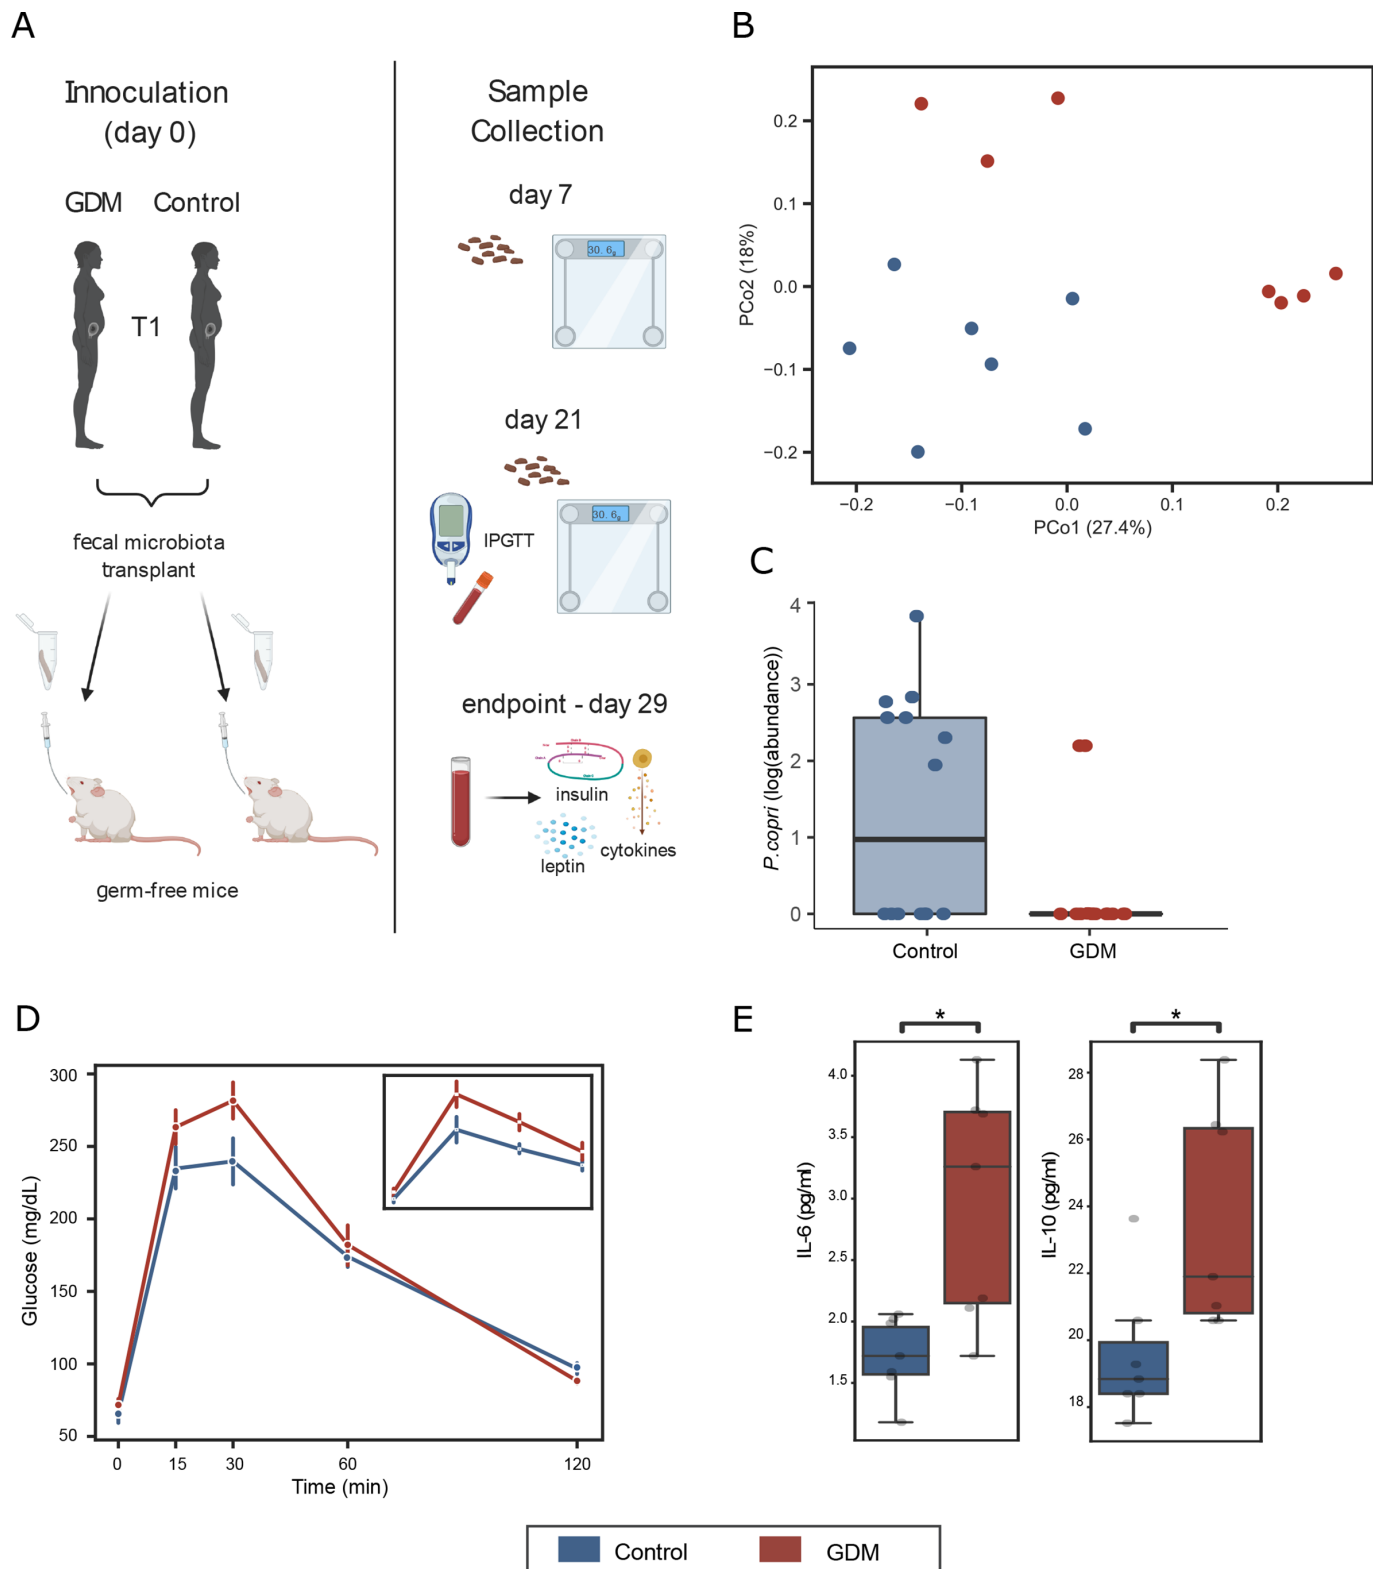 A
Innoculation
(day 0)
GDM
Control
T1
fecal microbiota
transplant
germ-free mice
Sample
Collection
day 7
30. 6g
day 21
30. 6g
IPGTT
endpoint - day 29
insulin
leptin
cytokines
B
PCo2 (18%)
0.2
0.1
0.0
−0.1
−0.2
−0.2
−0.1
0.0
0.1
0.2
PCo1 (27.4%)
C
P.copri (log(abundance))
4
3
2
1
0
Control
GDM
D
Glucose (mg/dL)
300
250
200
150
100
50
0
15
30
60
120
Time (min)
E
*
IL-6 (pg/ml)
4.0
3.5
3.0
2.5
2.0
1.5
*
IL-10 (pg/ml)
28
26
24
22
20
18
Control
GDM